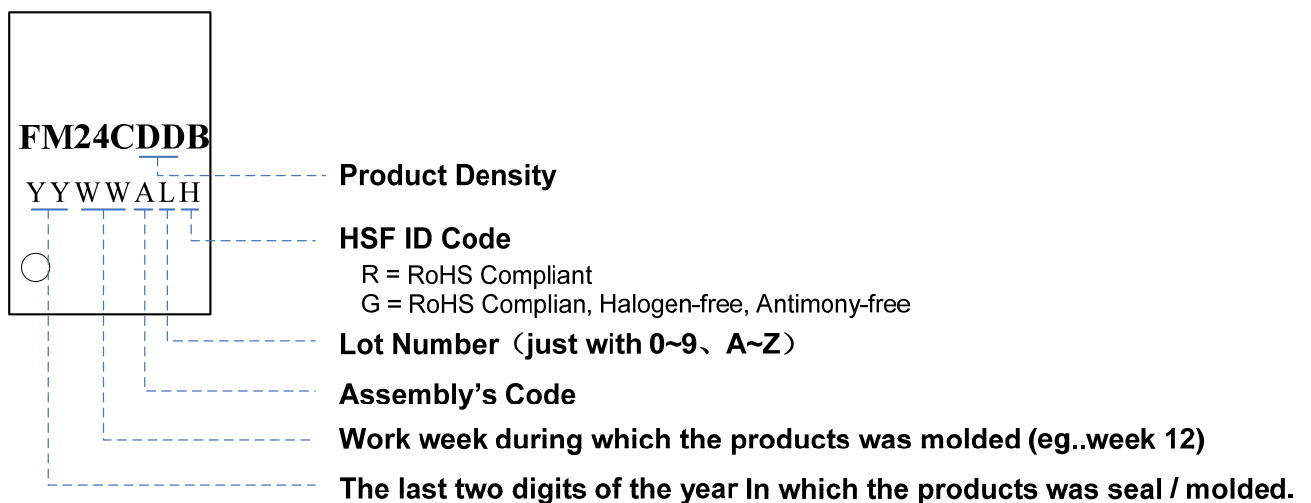 FM24CDDB
YYWWALH
Product Density
HSF ID Code
R = RoHS Compliant
G = RoHS Complian, Halogen-free, Antimony-free
Lot Number（just with 0~9、A~Z）
Assembly’s Code
Work week during which the products was molded (eg..week 12)
The last two digits of the year In which the products was seal / molded.